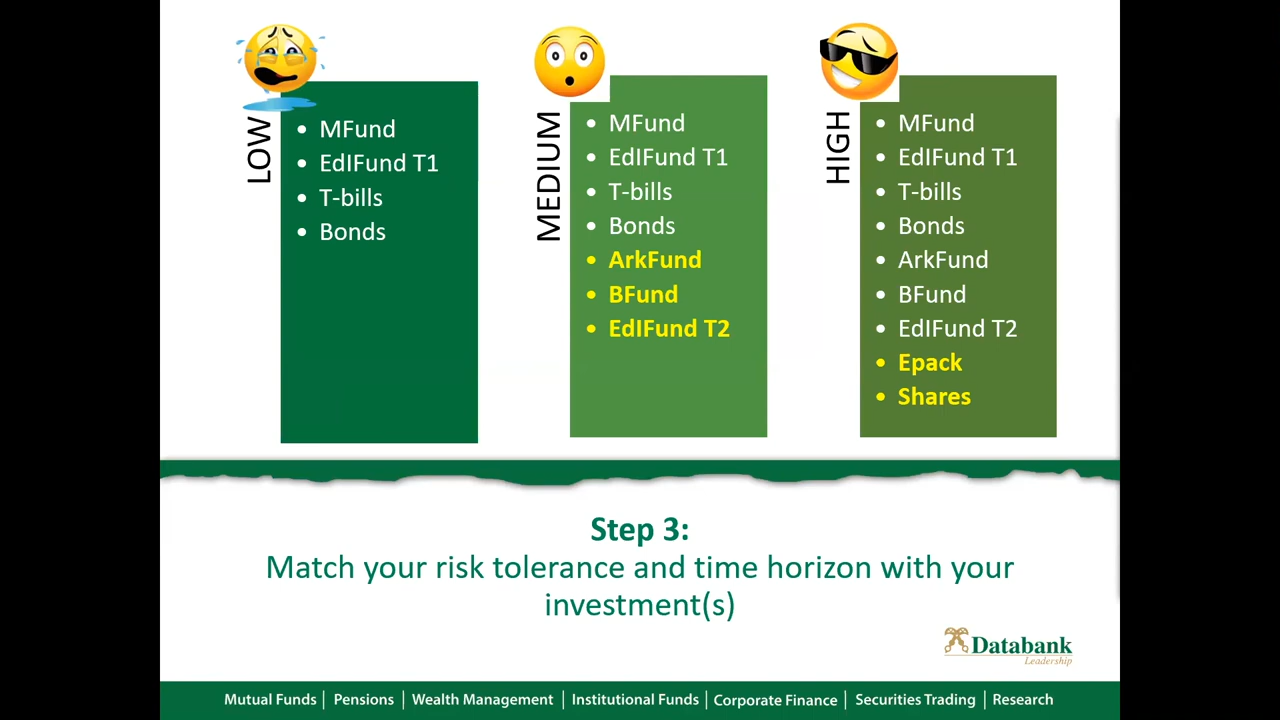 LOW
• MFund
• EdIFund T1
• T-bills
• Bonds
MEDIUM
• MFund
• EdIFund T1
• T-bills
• Bonds
• ArkFund
• BFund
• EdIFund T2
HIGH
• MFund
• EdIFund T1
• T-bills
• Bonds
• ArkFund
• BFund
• EdIFund T2
• Epack
• Shares
Step 3:
Match your risk tolerance and time horizon with your
investment(s)
Databank
Leadership
Mutual Funds | Pensions | Wealth Management | Institutional Funds | Corporate Finance | Securities Trading | Research